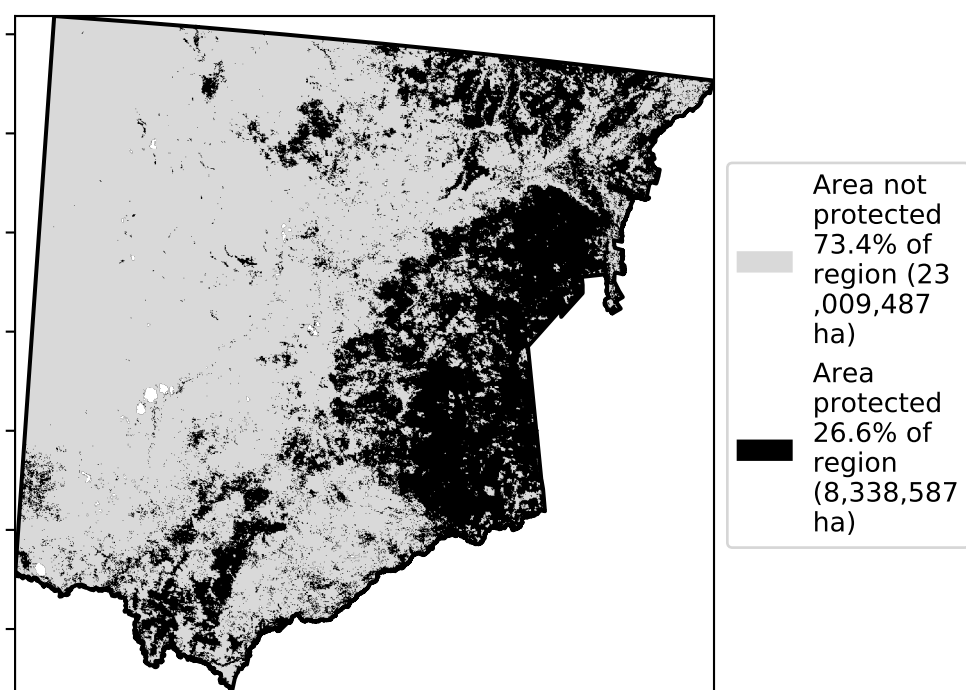 Area not
protected
73.4% of
region (23
,009,487
ha)
Area
protected
26.6% of
region
(8,338,587
ha)